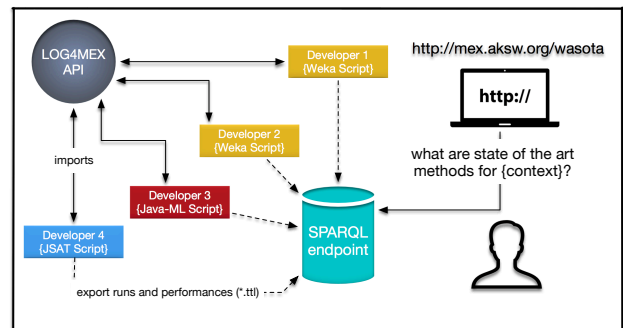 LOG4MEX
API
Developer 1
{Weka Script}
http://mex.aksw.org/wasota
http://
Developer 2
{Weka Script}
what are state of the art
methods for {context}?
imports
Developer 3
{Java-ML Script}
SPARQL
endpoint
Developer 4
{JSAT Script}
export runs and performances (*.ttl)